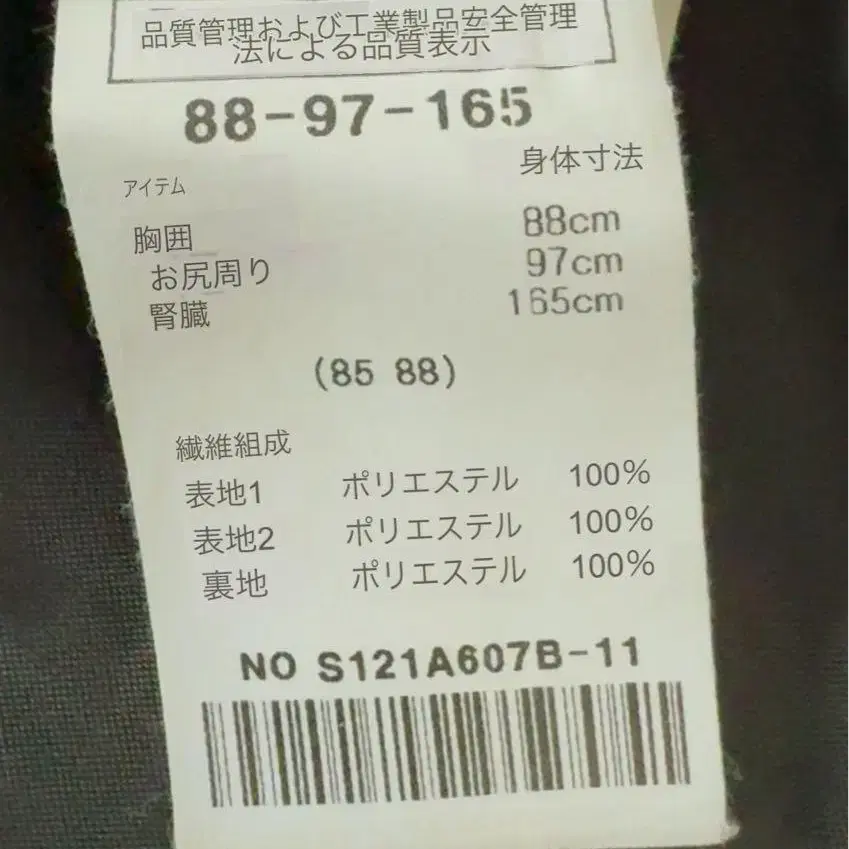 品質管理および工業製品安全管理
法による品質表示
88-97-165
アイテム 身体寸法
胸囲 88cm
お尻周り 97cm
腎臓 165cm
(85 88)
繊維組成
表地1 ポリエステル 100%
表地2 ポリエステル 100%
裏地 ポリエステル 100%
NO S121A607B-11